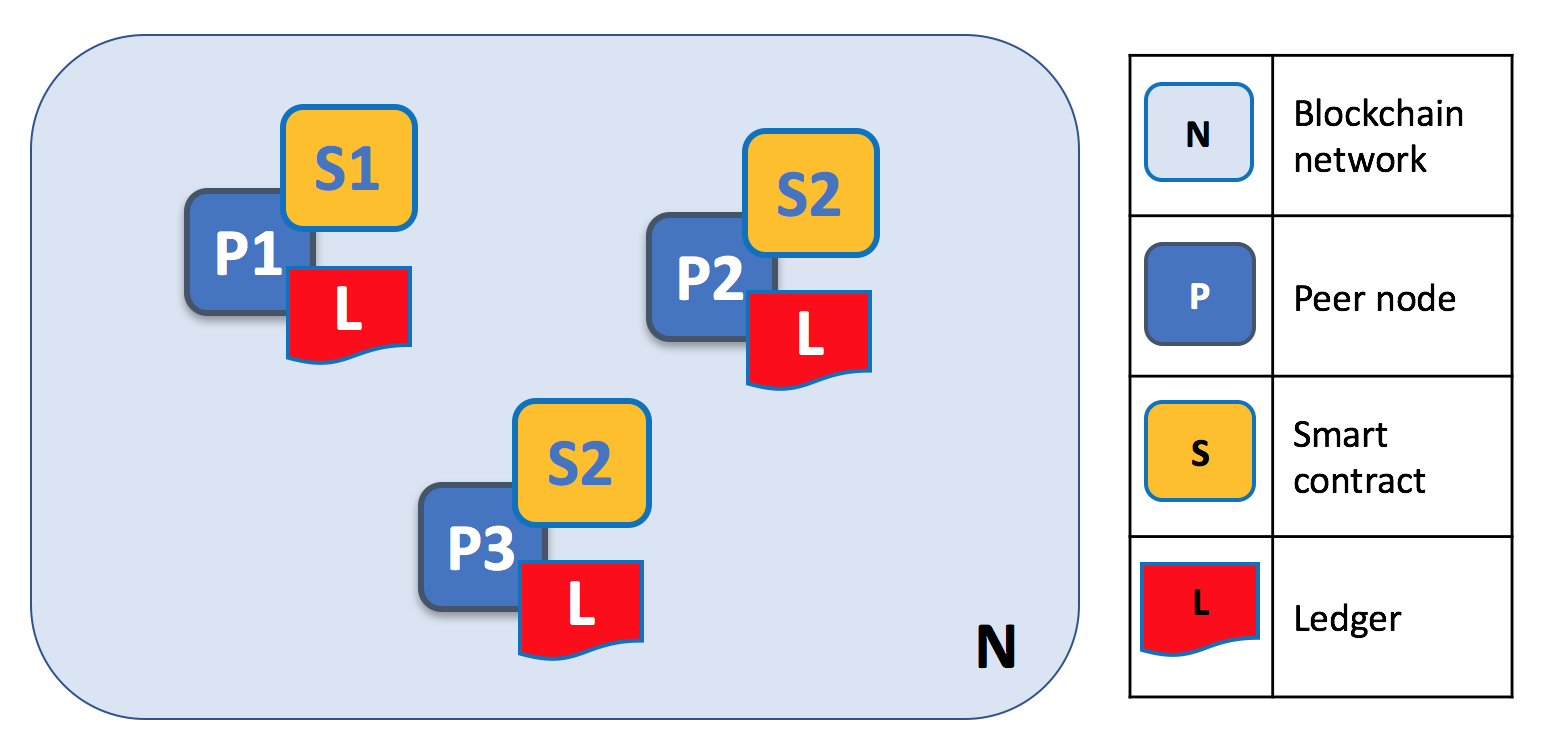 S1
P1
L
S2
P2
L
S2
P3
L
N
N
Blockchain
network
P
Peer node
S
Smart
contract
L
Ledger